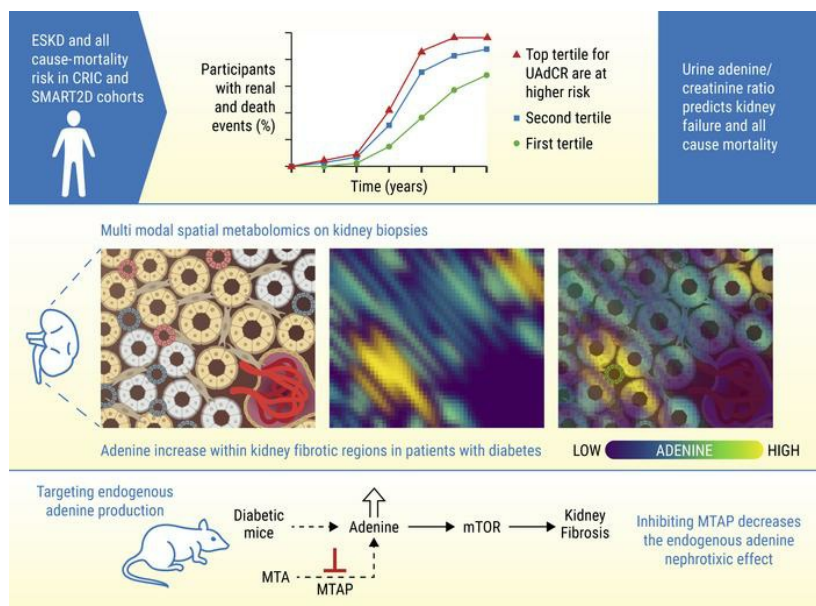 ESKD and all
cause-mortality
risk in CRIC and
SMART2D cohorts
Participants
with renal
and death
events (%)
Time (years)
Top tertile for
UAdCR are at
higher risk
Second tertile
First tertile
Urine adenine/
creatinine ratio
predicts kidney
failure and all
cause mortality
Multi modal spatial metabolomics on kidney biopsies
Adenine increase within kidney fibrotic regions in patients with diabetes
LOW ADENINE HIGH
Targeting endogenous
adenine production
Diabetic
mice
Adenine
mTOR
Kidney
Fibrosis
MTA
MTAP
Inhibiting MTAP decreases
the endogenous adenine
nephrotixic effect